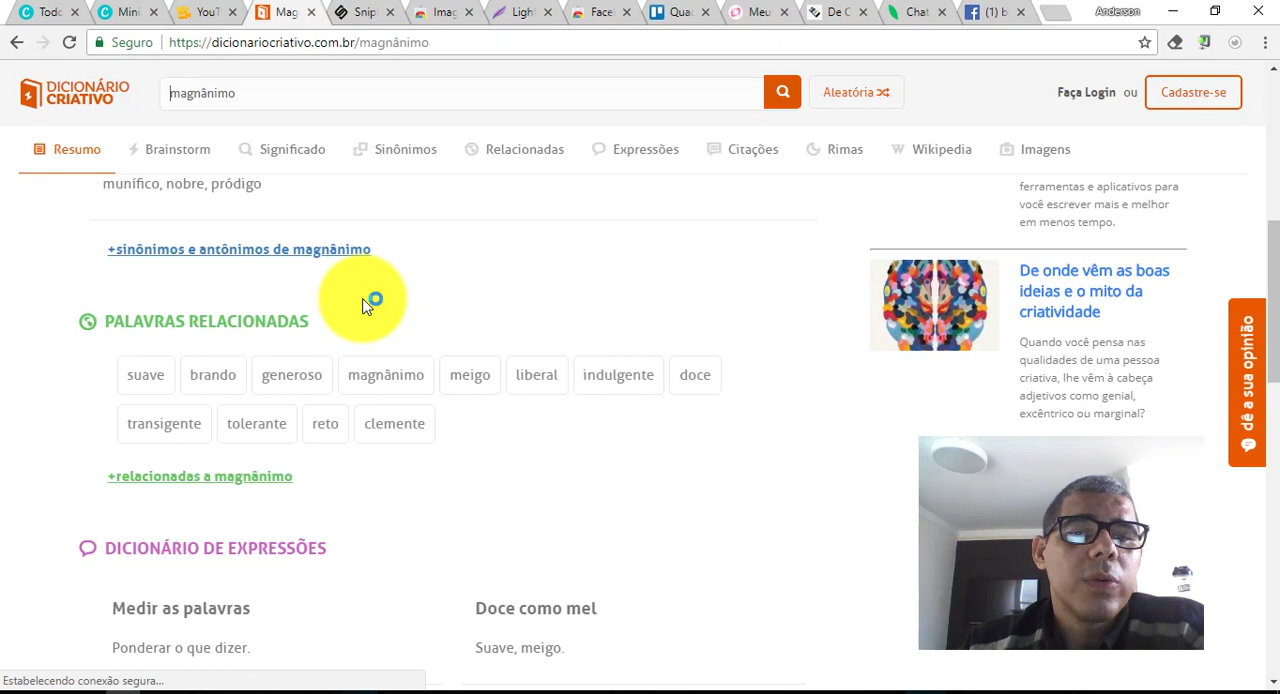 Todo
Mini
YouT
Mag
Snip
Imag
Light
Face
Qua
Meu
De C
Chat
(1) b
Anderson
Seguro
https://dicionariocriativo.com.br/magnânimo
DICIONÁRIO
CRIATIVO
magnânimo
Aleatória
Faça Login ou
Cadastre-se
Resumo
Brainstorm
Significado
Sinônimos
Relacionadas
Expressões
Citações
Rimas
Wikipedia
Imagens
munífico, nobre, pródigo
+sinônimos e antônimos de magnânimo
PALAVRAS RELACIONADAS
suave brando generoso magnânimo meigo liberal indulgente doce
transigente tolerante reto clemente
+relacionadas a magnânimo
DICIONÁRIO DE EXPRESSÕES
Medir as palavras
Ponderar o que dizer.
Doce como mel
Suave, meigo.
ferramentas e aplicativos para
você escrever mais e melhor
em menos tempo.
De onde vêm as boas
ideias e o mito da
criatividade
Quando você pensa nas
qualidades de uma pessoa
criativa, lhe vêm à cabeça
adjetivos como genial,
excêntrico ou marginal?
dê a sua opinião
Estabelecendo conexão segura...